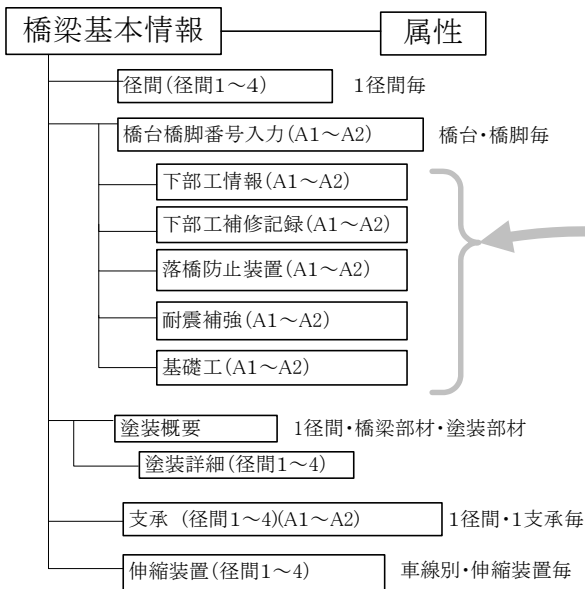 橋梁基本情報 属性
径間(径間1～4) 1径間毎
橋台橋脚番号入力(A1～A2) 橋台・橋脚毎
下部工情報(A1～A2)
下部工補修記録(A1～A2)
落橋防止装置(A1～A2)
耐震補強(A1～A2)
基礎工(A1～A2)
塗装概要 1径間・橋梁部材・塗装部材
塗装詳細(径間1～4)
支承 (径間1～4)(A1～A2) 1径間・1支承毎
伸縮装置(径間1～4) 車線別・伸縮装置毎